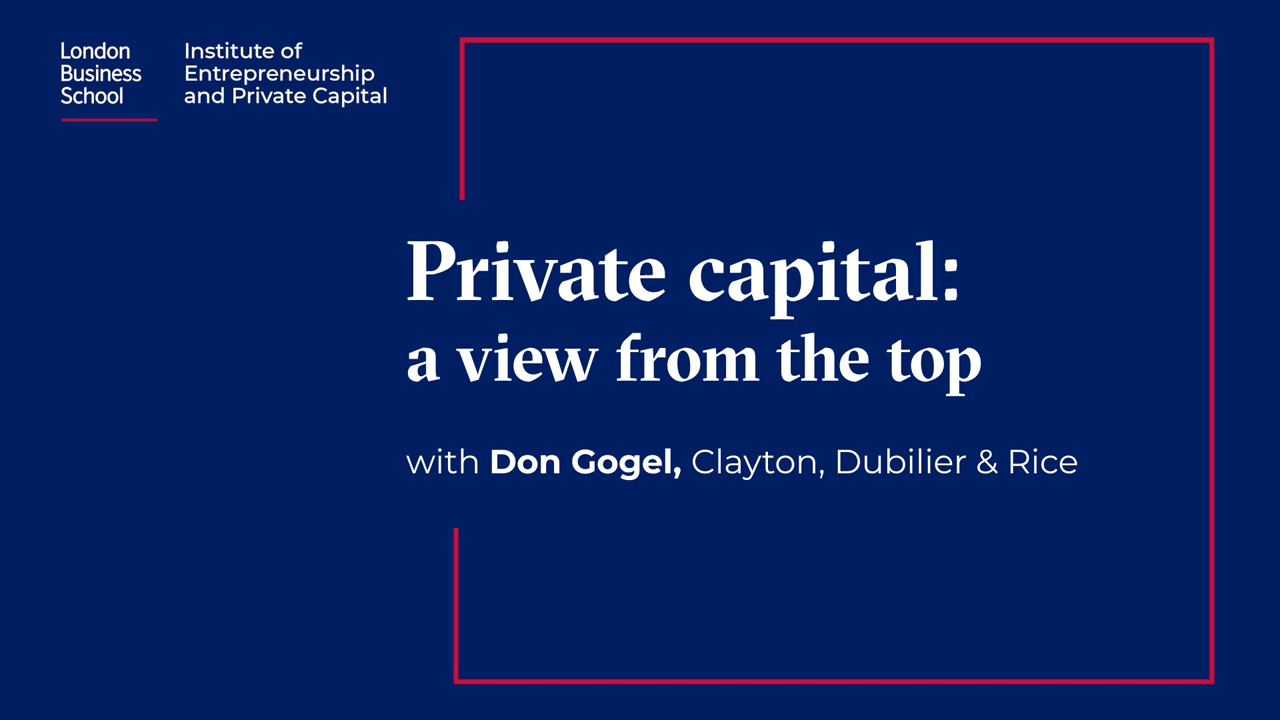 London
Business
School
Institute of
Entrepreneurship
and Private Capital
Private capital:
a view from the top
with Don Gogel, Clayton, Dubilier & Rice